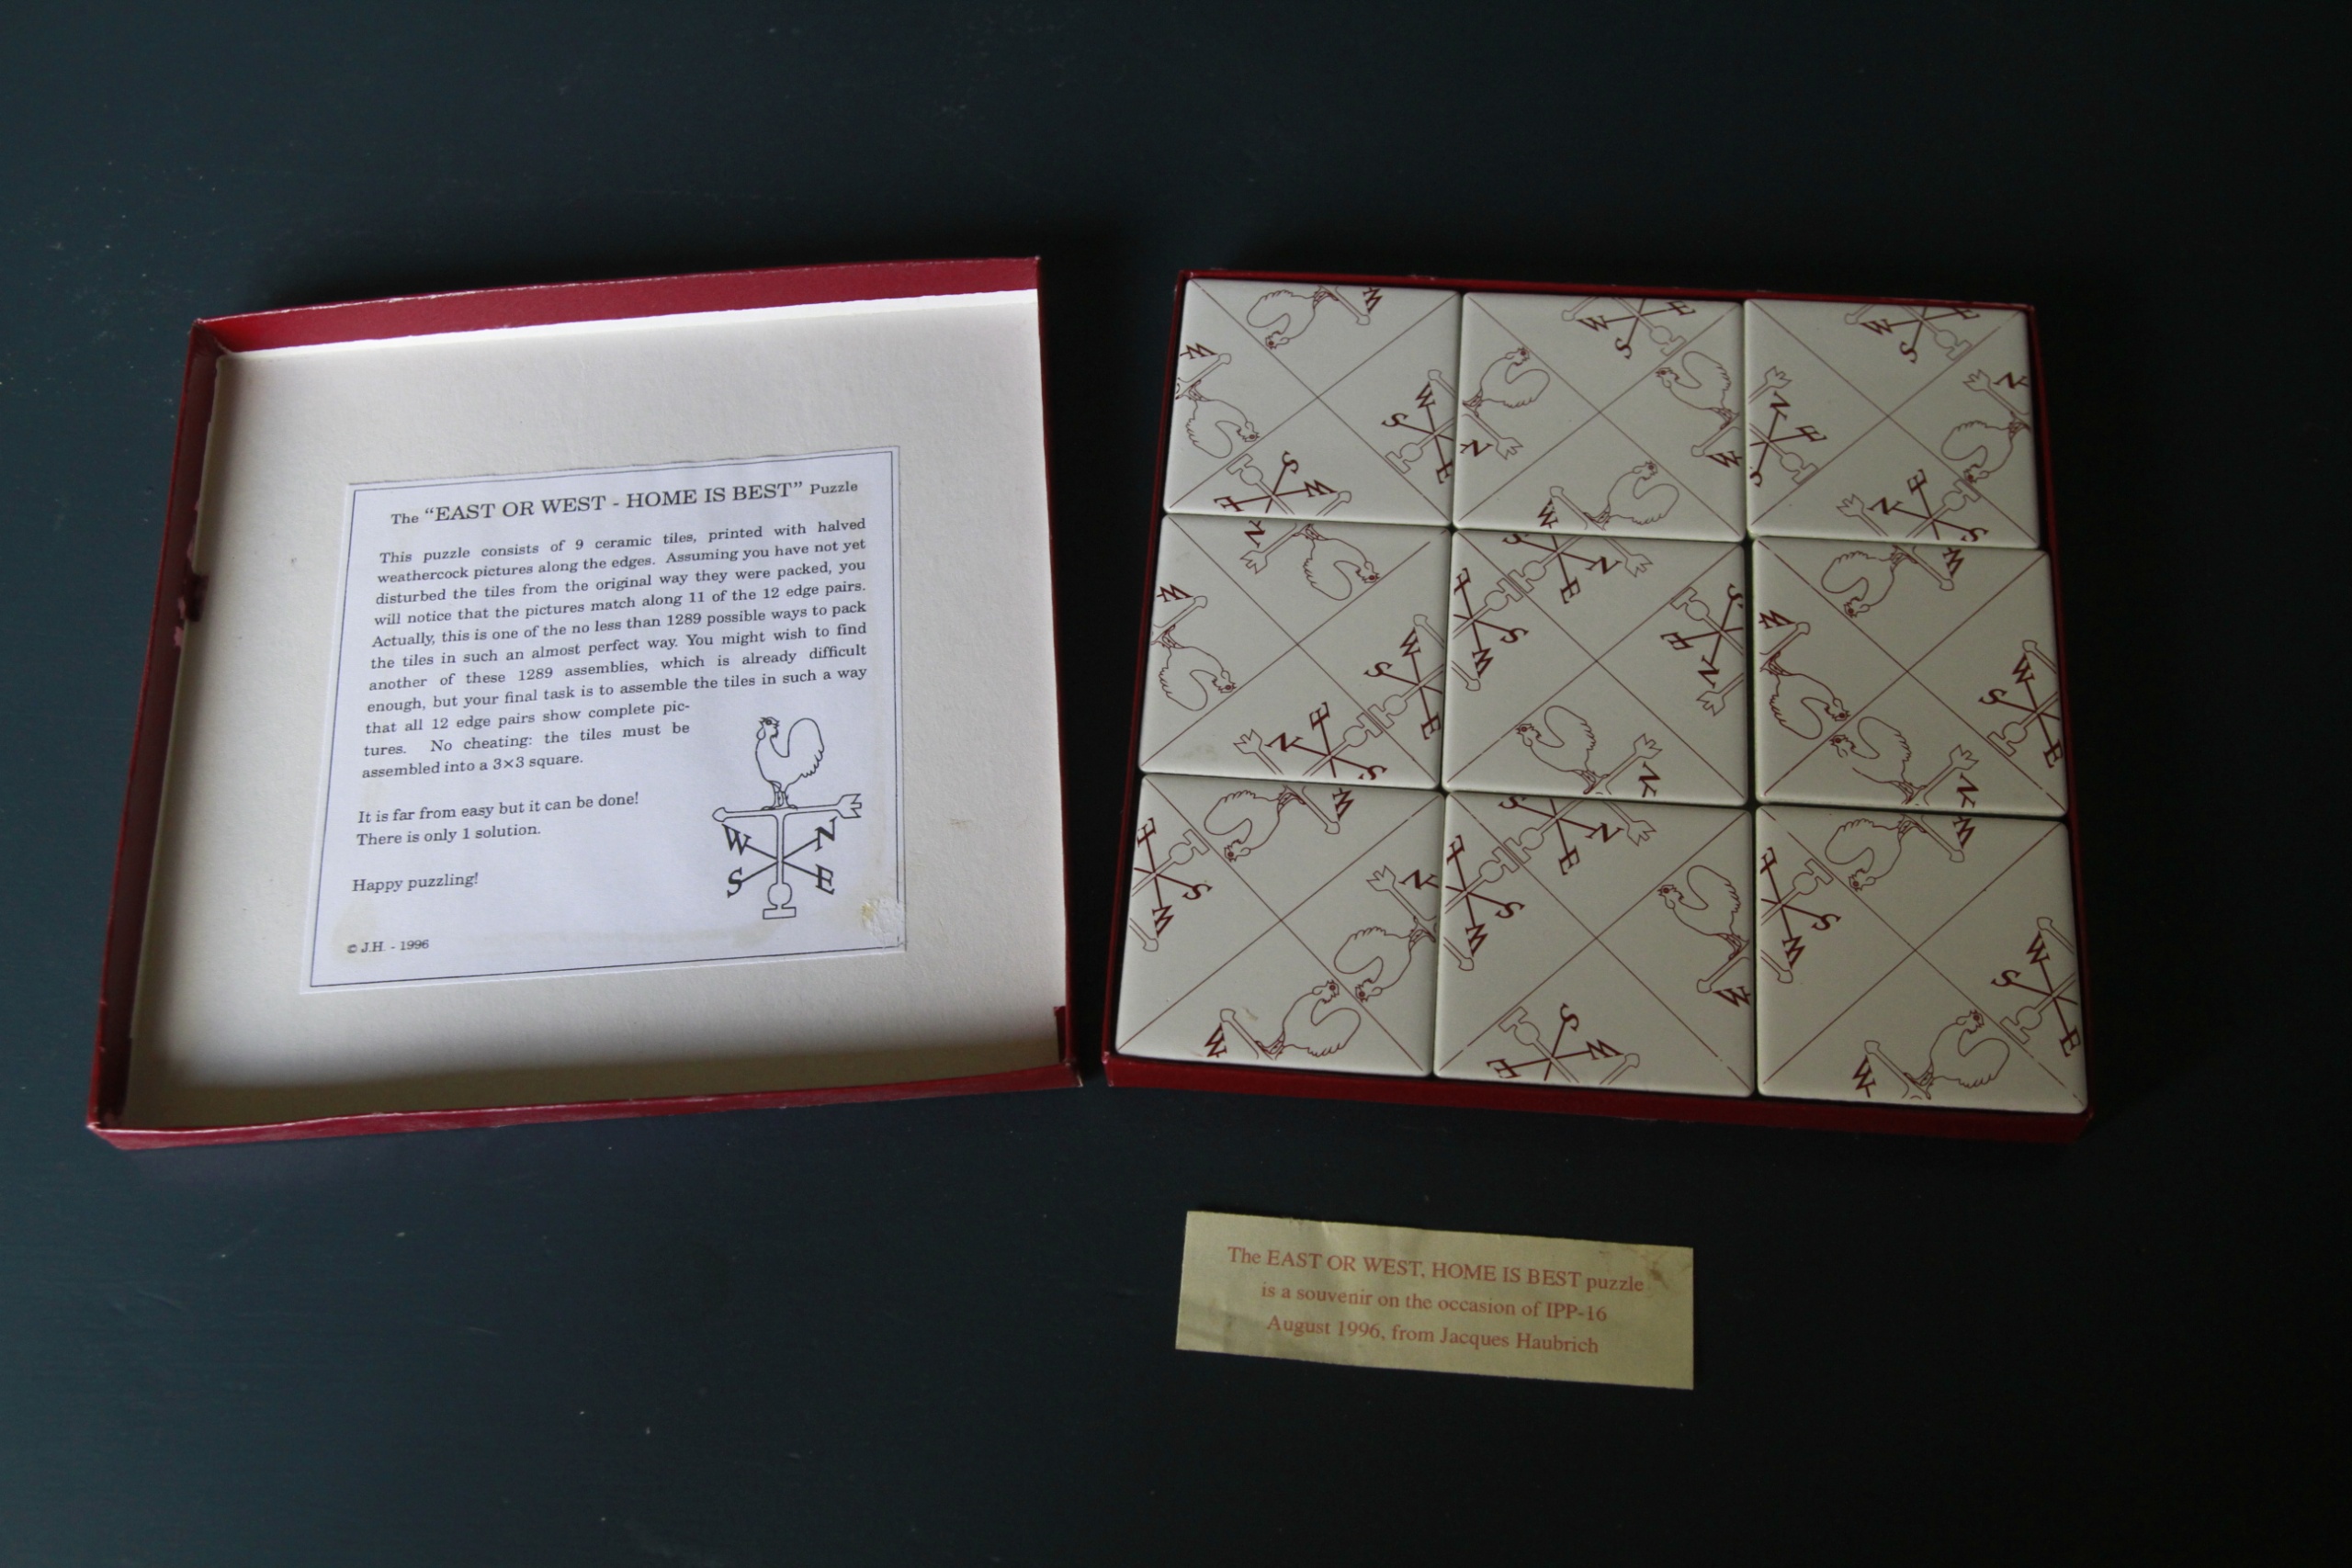 The “EAST OR WEST - HOME IS BEST” Puzzle
This puzzle consists of 9 ceramic tiles, printed with halved
weathercock pictures along the edges. Assuming you have not yet
disturbed the tiles from the original way they were packed, you
will notice that the pictures match along 11 of the 12 edge pairs.
Actually, this is one of the no less than 1289 possible ways to pack
the tiles in such an almost perfect way. You might wish to find
another of these 1289 assemblies, which is already difficult
enough, but your final task is to assemble the tiles in such a way
that all 12 edge pairs show complete pic-
tures. No cheating: the tiles must be
assembled into a 3×3 square.
It is far from easy but it can be done!
There is only 1 solution.
Happy puzzling!
© J.H. - 1996
W N
S E
W
W
W
S
E
S
E
W
E
W
S
N
W
W
E
W
S
N
E
S
N
N
E
S
N
W
W
S
E
N
E
S
S
N
E
E
S
W
S
E
N
N
W
W
W
S
E
N
W
E
S
W
N
W
S
N
E
E
S
W
W
S
E
W
W
E
S
W
W
S
E
W
The EAST OR WEST, HOME IS BEST puzzle
is a souvenir on the occasion of IPP-16
August 1996, from Jacques Haubrich